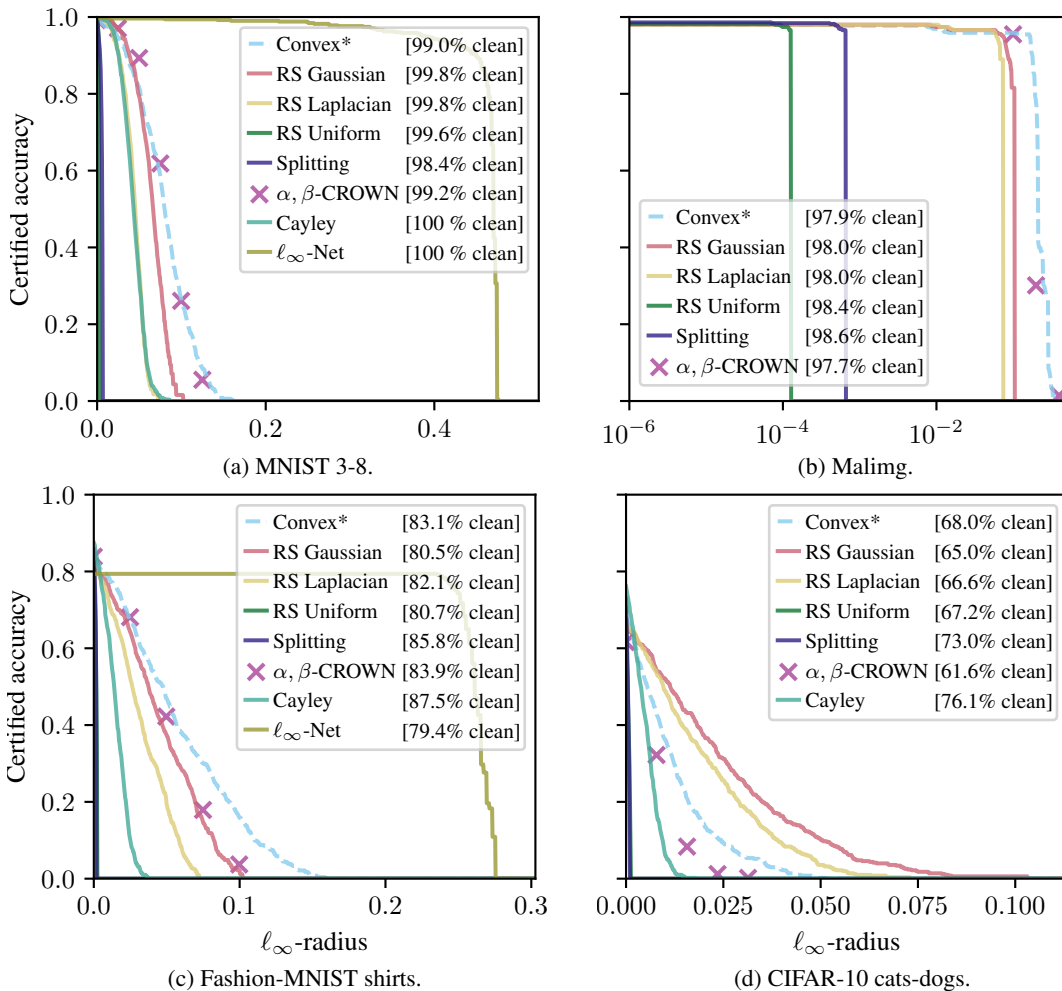 1.0
0.8
0.6
0.4
0.2
0.0
Certified accuracy
Convex* [99.0% clean]
RS Gaussian [99.8% clean]
RS Laplacian [99.8% clean]
RS Uniform [99.6% clean]
Splitting [98.4% clean]
α, β-CROWN [99.2% clean]
Cayley [100 % clean]
ℓ∞-Net [100 % clean]
0.0 0.2 0.4
(a) MNIST 3-8.
Convex* [97.9% clean]
RS Gaussian [98.0% clean]
RS Laplacian [98.0% clean]
RS Uniform [98.4% clean]
Splitting [98.6% clean]
α, β-CROWN [97.7% clean]
10⁻⁶ 10⁻⁴ 10⁻²
(b) Malimg.
1.0
0.8
0.6
0.4
0.2
0.0
Certified accuracy
Convex* [83.1% clean]
RS Gaussian [80.5% clean]
RS Laplacian [82.1% clean]
RS Uniform [80.7% clean]
Splitting [85.8% clean]
α, β-CROWN [83.9% clean]
Cayley [87.5% clean]
ℓ∞-Net [79.4% clean]
0.0 0.1 0.2 0.3
ℓ∞-radius
(c) Fashion-MNIST shirts.
Convex* [68.0% clean]
RS Gaussian [65.0% clean]
RS Laplacian [66.6% clean]
RS Uniform [67.2% clean]
Splitting [73.0% clean]
α, β-CROWN [61.6% clean]
Cayley [76.1% clean]
0.000 0.025 0.050 0.075 0.100
ℓ∞-radius
(d) CIFAR-10 cats-dogs.